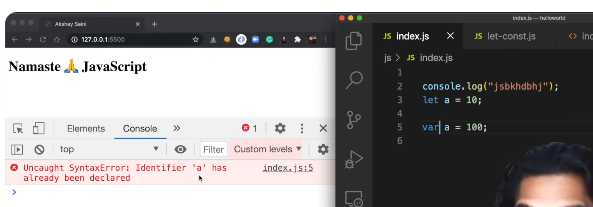 Akshay Saini
127.0.0.1:5500
Namaste 🙏 JavaScript
Elements Console » 1
top Filter Custom levels
Uncaught SyntaxError: Identifier 'a' has index.js:5
already been declared
index.js — helloworld
JS index.js JS let-const.js <> ind
js > JS index.js
1
2 console.log("jsbkhdbhj");
3 let a = 10;
4
5 var a = 100;
6